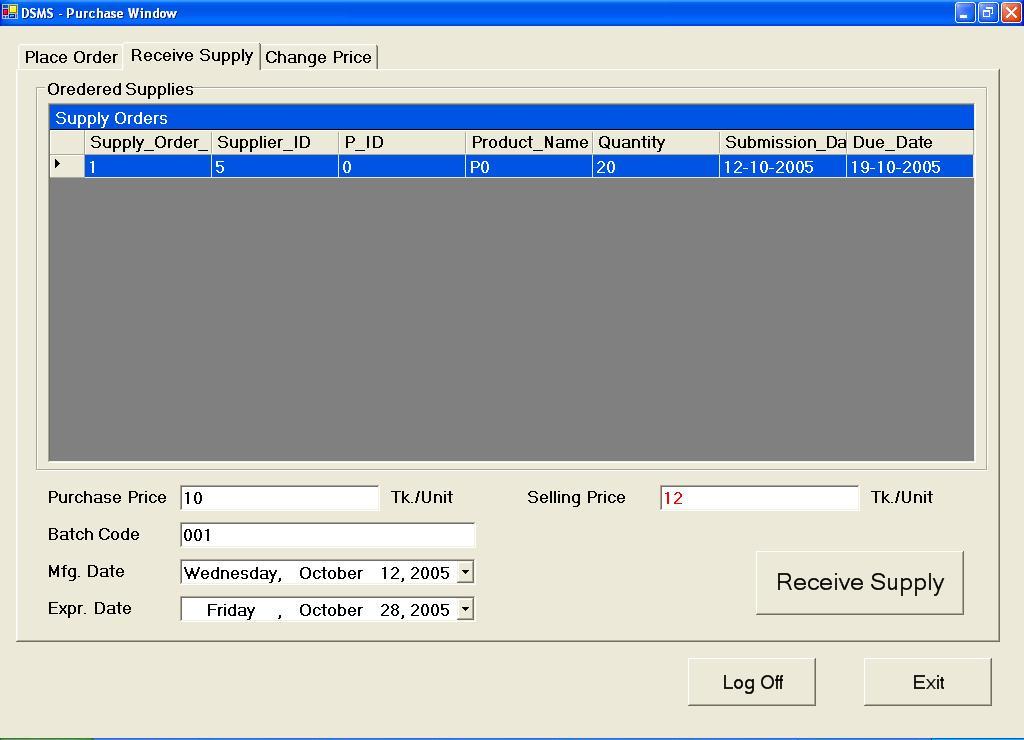 DSMS - Purchase Window
Place Order Receive Supply Change Price
Oredered Supplies
Supply Orders
Supply_Order_ Supplier_ID P_ID Product_Name Quantity Submission_Da Due_Date
1 5 0 P0 20 12-10-2005 19-10-2005
Purchase Price 10 Tk./Unit Selling Price 12 Tk./Unit
Batch Code 001
Mfg. Date Wednesday, October 12, 2005
Expr. Date Friday , October 28, 2005
Receive Supply
Log Off Exit